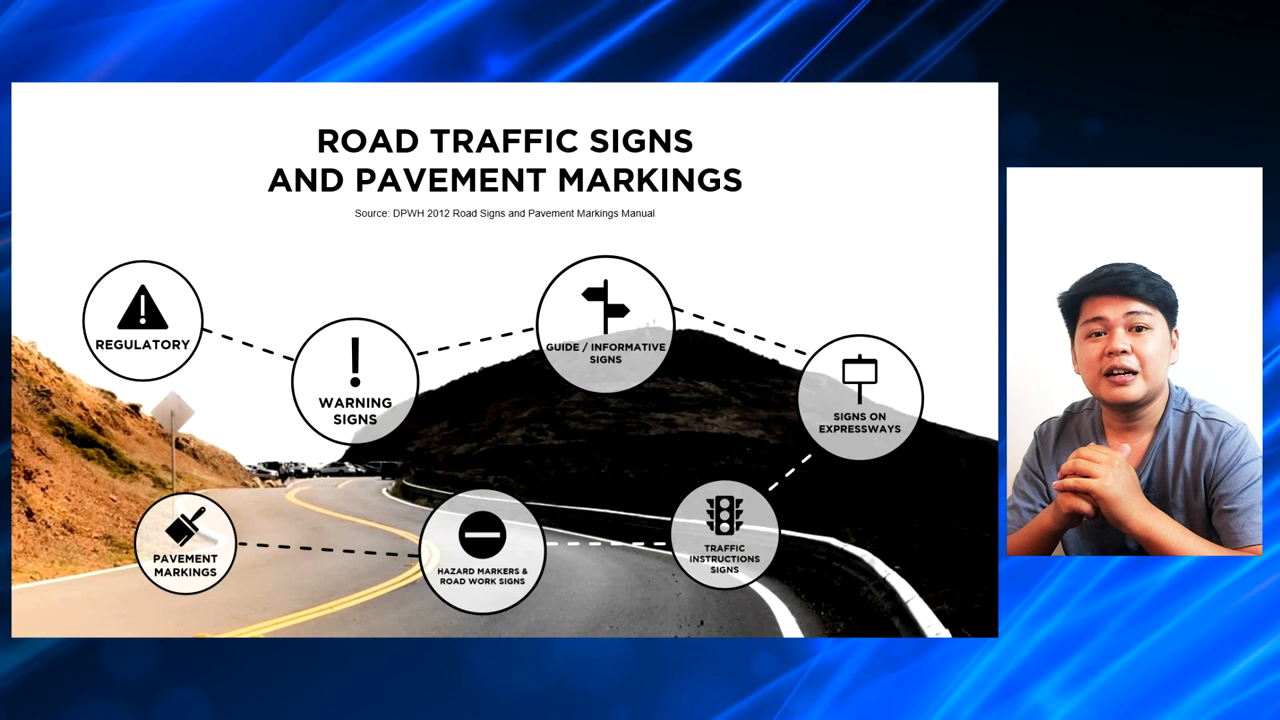 ROAD TRAFFIC SIGNS
AND PAVEMENT MARKINGS
Source: DPWH 2012 Road Signs and Pavement Markings Manual
REGULATORY
WARNING
SIGNS
GUIDE / INFORMATIVE
SIGNS
SIGNS ON
EXPRESSWAYS
TRAFFIC
INSTRUCTIONS
SIGNS
HAZARD MARKERS &
ROAD WORK SIGNS
PAVEMENT
MARKINGS